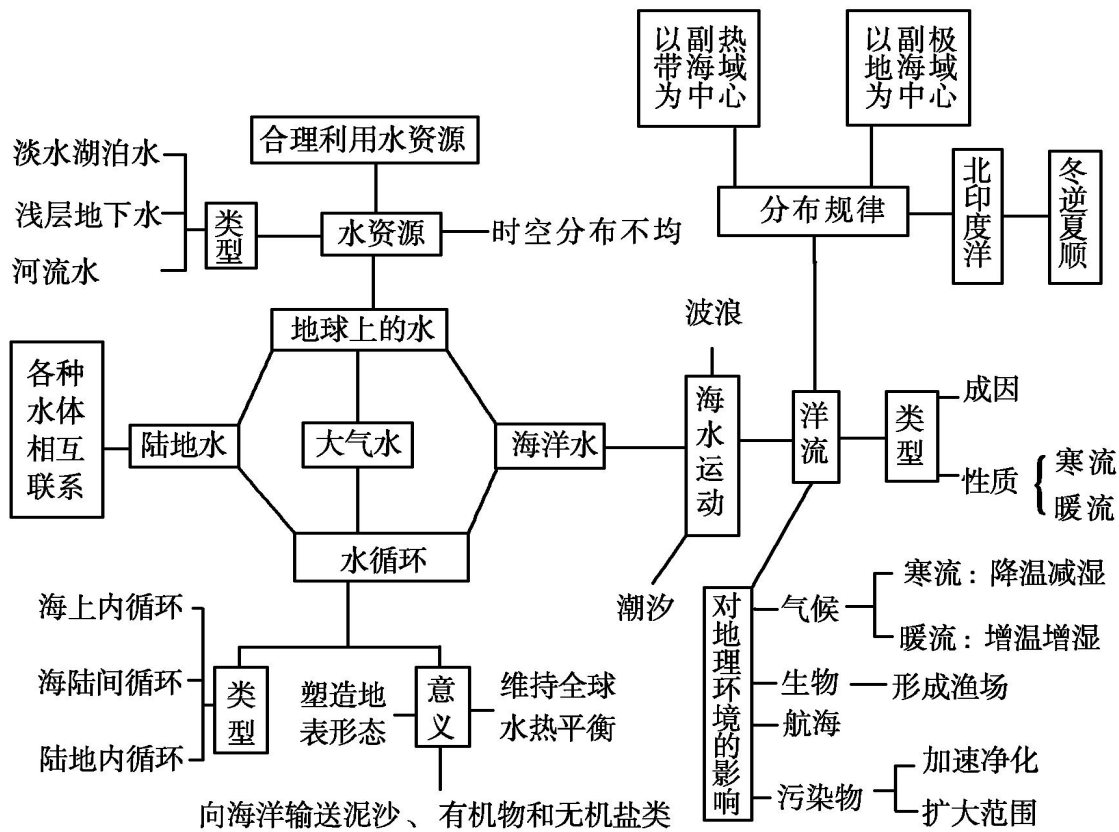 以副热
带海域
为中心
以副极
地海域
为中心
合理利用水资源
淡水湖泊水
浅层地下水
河流水
类型
水资源
时空分布不均
分布规律
北印度洋
冬逆夏顺
地球上的水
各种
水体
相互
联系
陆地水
大气水
海洋水
波浪
海水运动
潮汐
洋流
类型
成因
性质
寒流
暖流
水循环
海上内循环
海陆间循环
陆地内循环
类型
塑造地
表形态
意义
维持全球
水热平衡
向海洋输送泥沙、有机物和无机盐类
对地理环境的影响
气候
寒流：降温减湿
暖流：增温增湿
生物
形成渔场
航海
污染物
加速净化
扩大范围